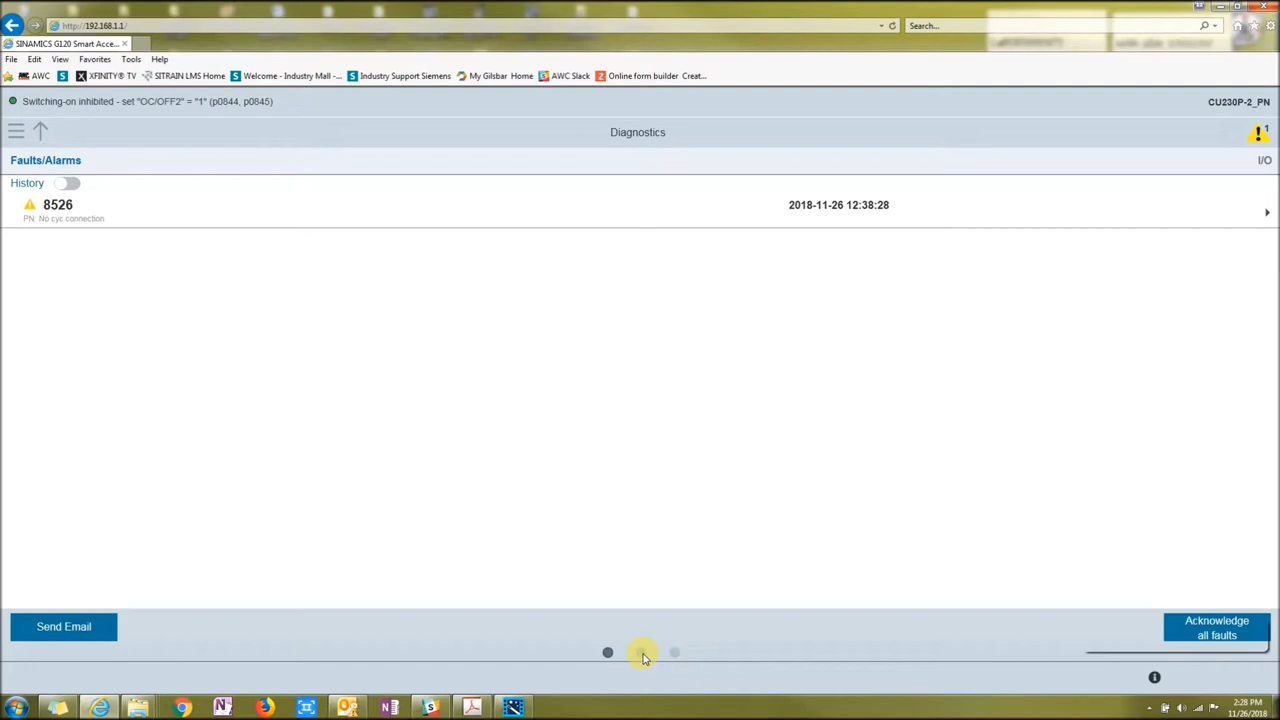 http://192.168.1.1/
Search...
SINAMICS G120 Smart Acce...
File Edit View Favorites Tools Help
AWC XFINITY® TV SITRAIN LMS Home Welcome - Industry Mall -... Industry Support Siemens My Gilsbar Home AWC Slack Online form builder Creat...
Switching-on inhibited - set "OC/OFF2" = "1" (p0844, p0845)
CU230P-2_PN
Diagnostics
1
Faults/Alarms
I/O
History
8526
2018-11-26 12:38:28
PN: No cyc connection
Send Email
Acknowledge
all faults
2:28 PM
11/26/2018